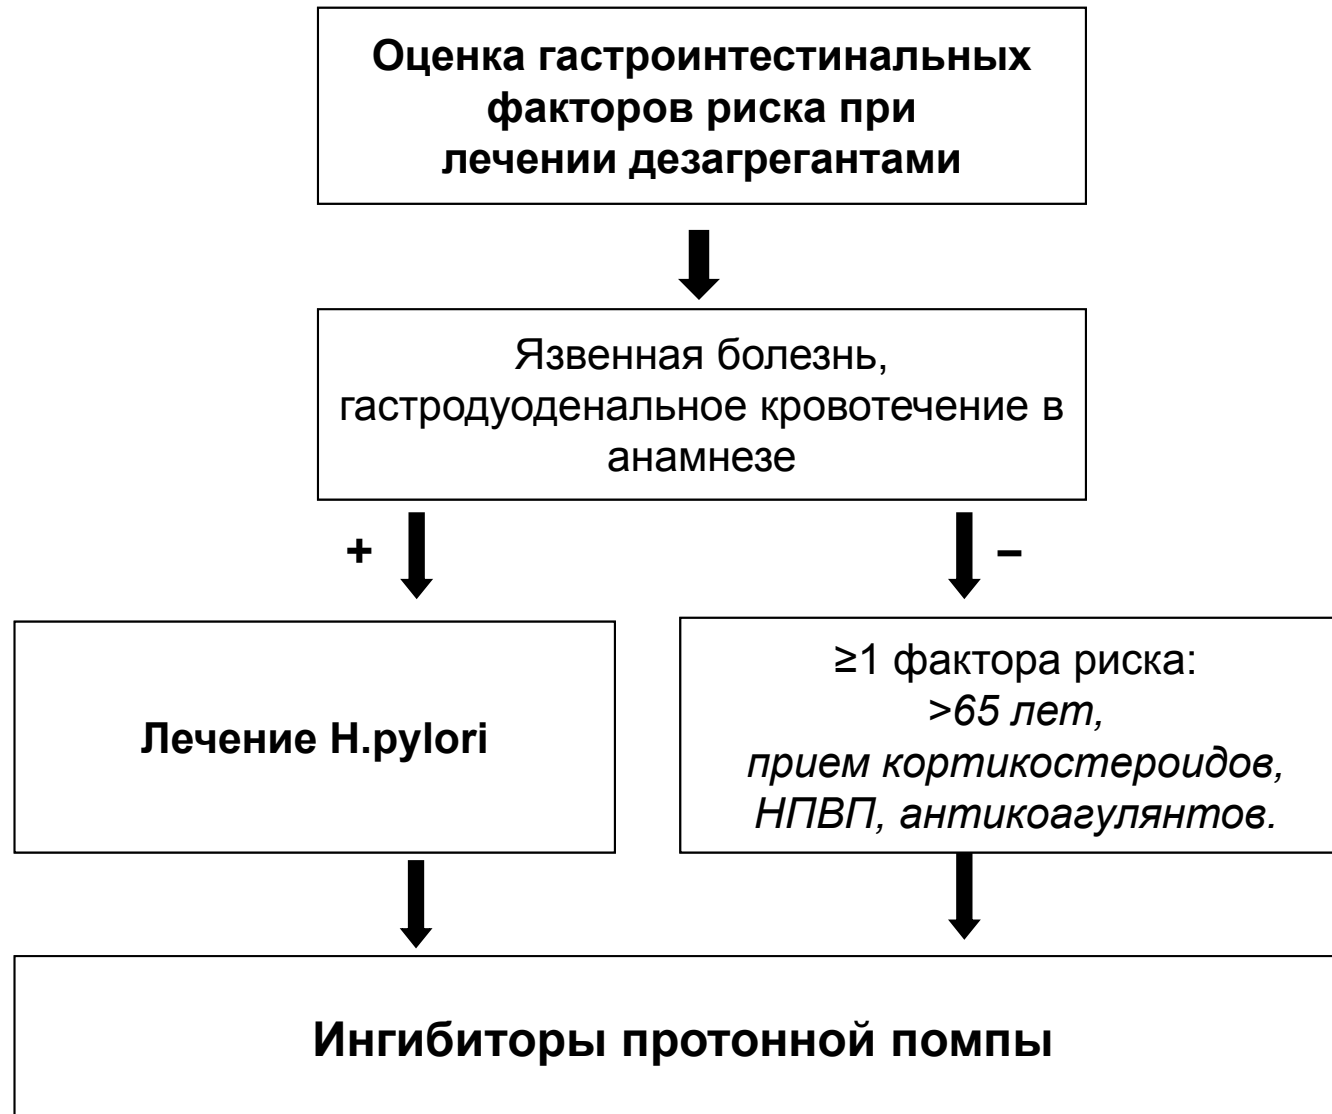 Оценка гастроинтестинальных
факторов риска при
лечении дезагрегантами
Язвенная болезнь,
гастродуоденальное кровотечение в
анамнезе
+
–
Лечение H.pylori
≥1 фактора риска:
>65 лет,
прием кортикостероидов,
НПВП, антикоагулянтов.
Ингибиторы протонной помпы